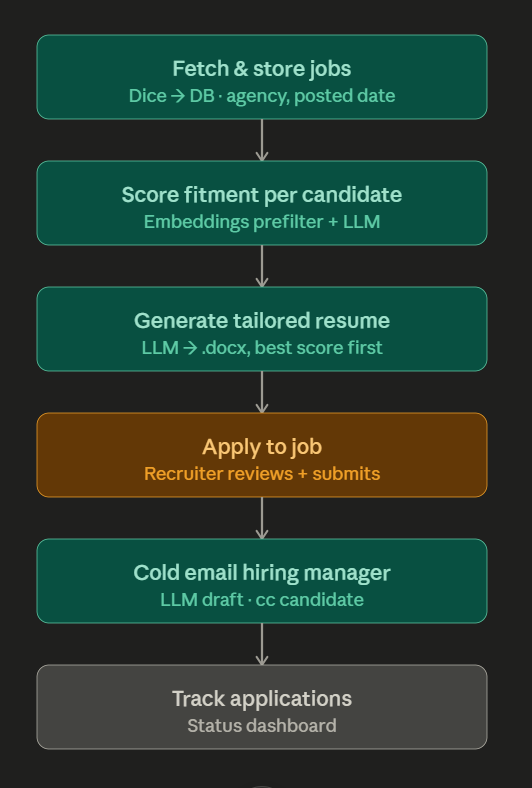 Fetch & store jobs
Dice → DB · agency, posted date
Score fitment per candidate
Embeddings prefilter + LLM
Generate tailored resume
LLM → .docx, best score first
Apply to job
Recruiter reviews + submits
Cold email hiring manager
LLM draft · cc candidate
Track applications
Status dashboard